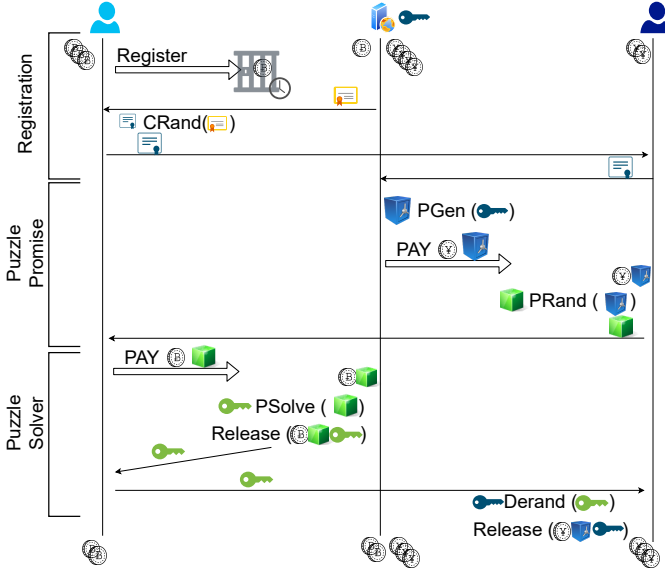 Registration
Register
CRand( )
Puzzle
Promise
PGen ( )
PAY
PRand ( )
Puzzle
Solver
PAY
PSolve ( )
Release ( )
Derand ( )
Release ( )